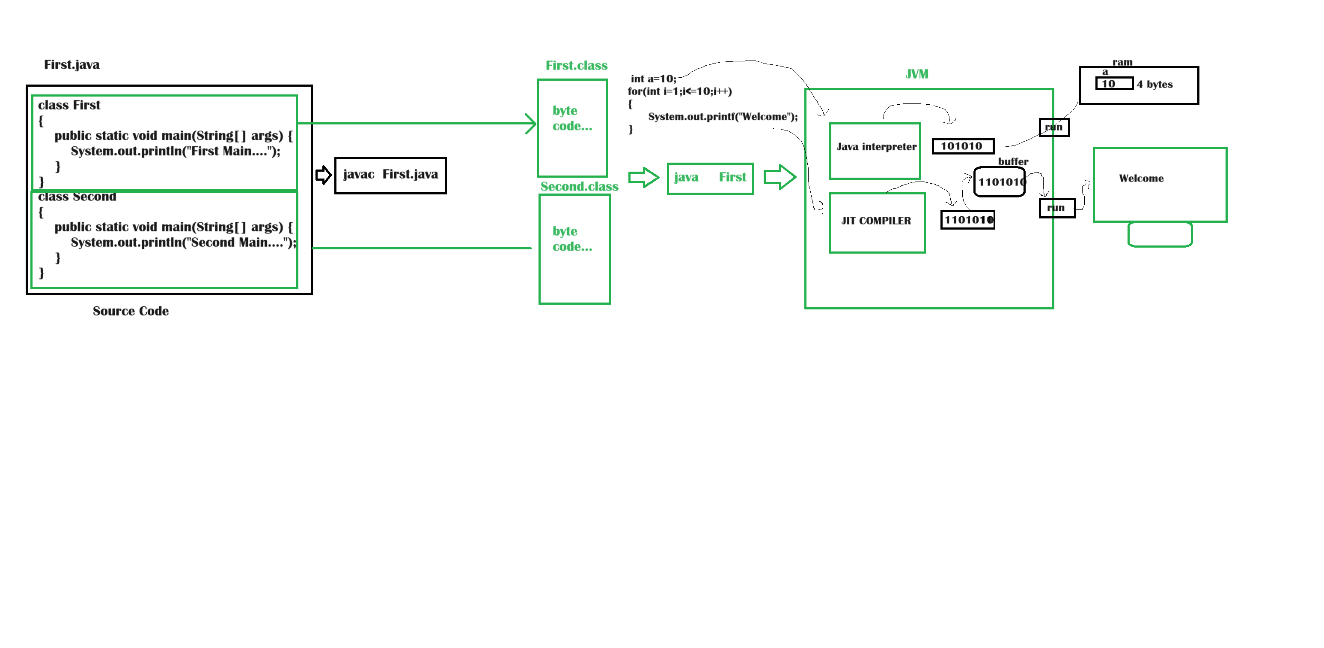 First.java
class First
{
public static void main(String[ ] args) {
System.out.println("First Main....");
}
}
class Second
{
public static void main(String[ ] args) {
System.out.println("Second Main....");
}
}
Source Code
javac First.java
First.class
byte
code...
Second.class
byte
code...
int a=10;
for(int i=1;i<=10;i++)
{
System.out.printf("Welcome");
}
java First
JVM
Java interpreter
101010
JIT COMPILER
1101010
buffer
1101010
run
run
ram
a
10
4 bytes
Welcome